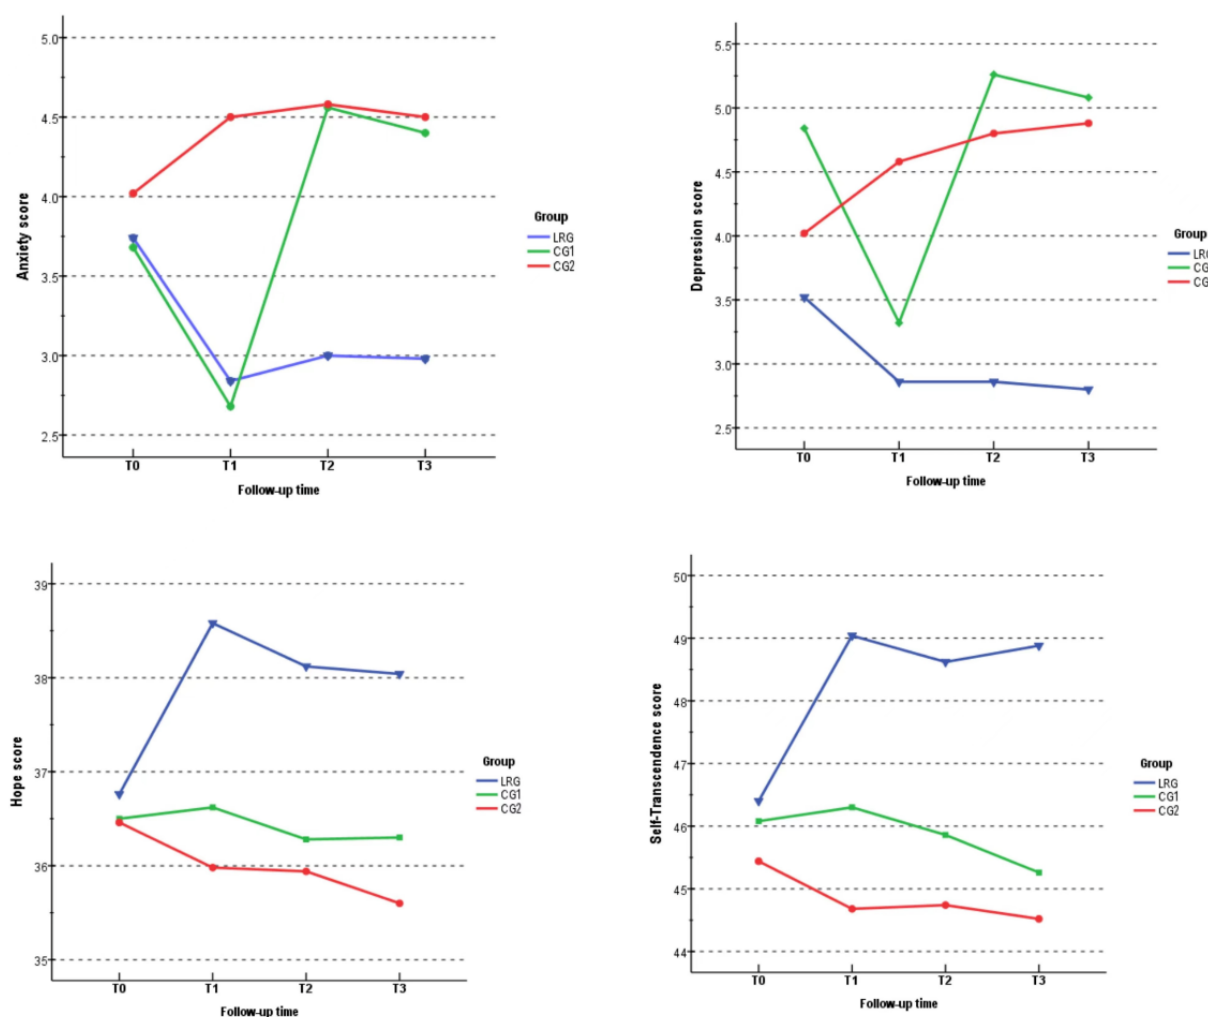 Anxiety score
5.0
4.5
4.0
3.5
3.0
2.5
T0 T1 T2 T3
Follow-up time
Group
LRG
CG1
CG2
Depression score
5.5
5.0
4.5
4.0
3.5
3.0
2.5
T0 T1 T2 T3
Follow-up time
Group
LRG
CG
CG
Hope score
39
38
37
36
35
T0 T1 T2 T3
Follow-up time
Group
LRG
CG1
CG2
Self-Transcendence score
50
49
48
47
46
45
44
T0 T1 T2 T3
Follow-up time
Group
LRG
CG1
CG2